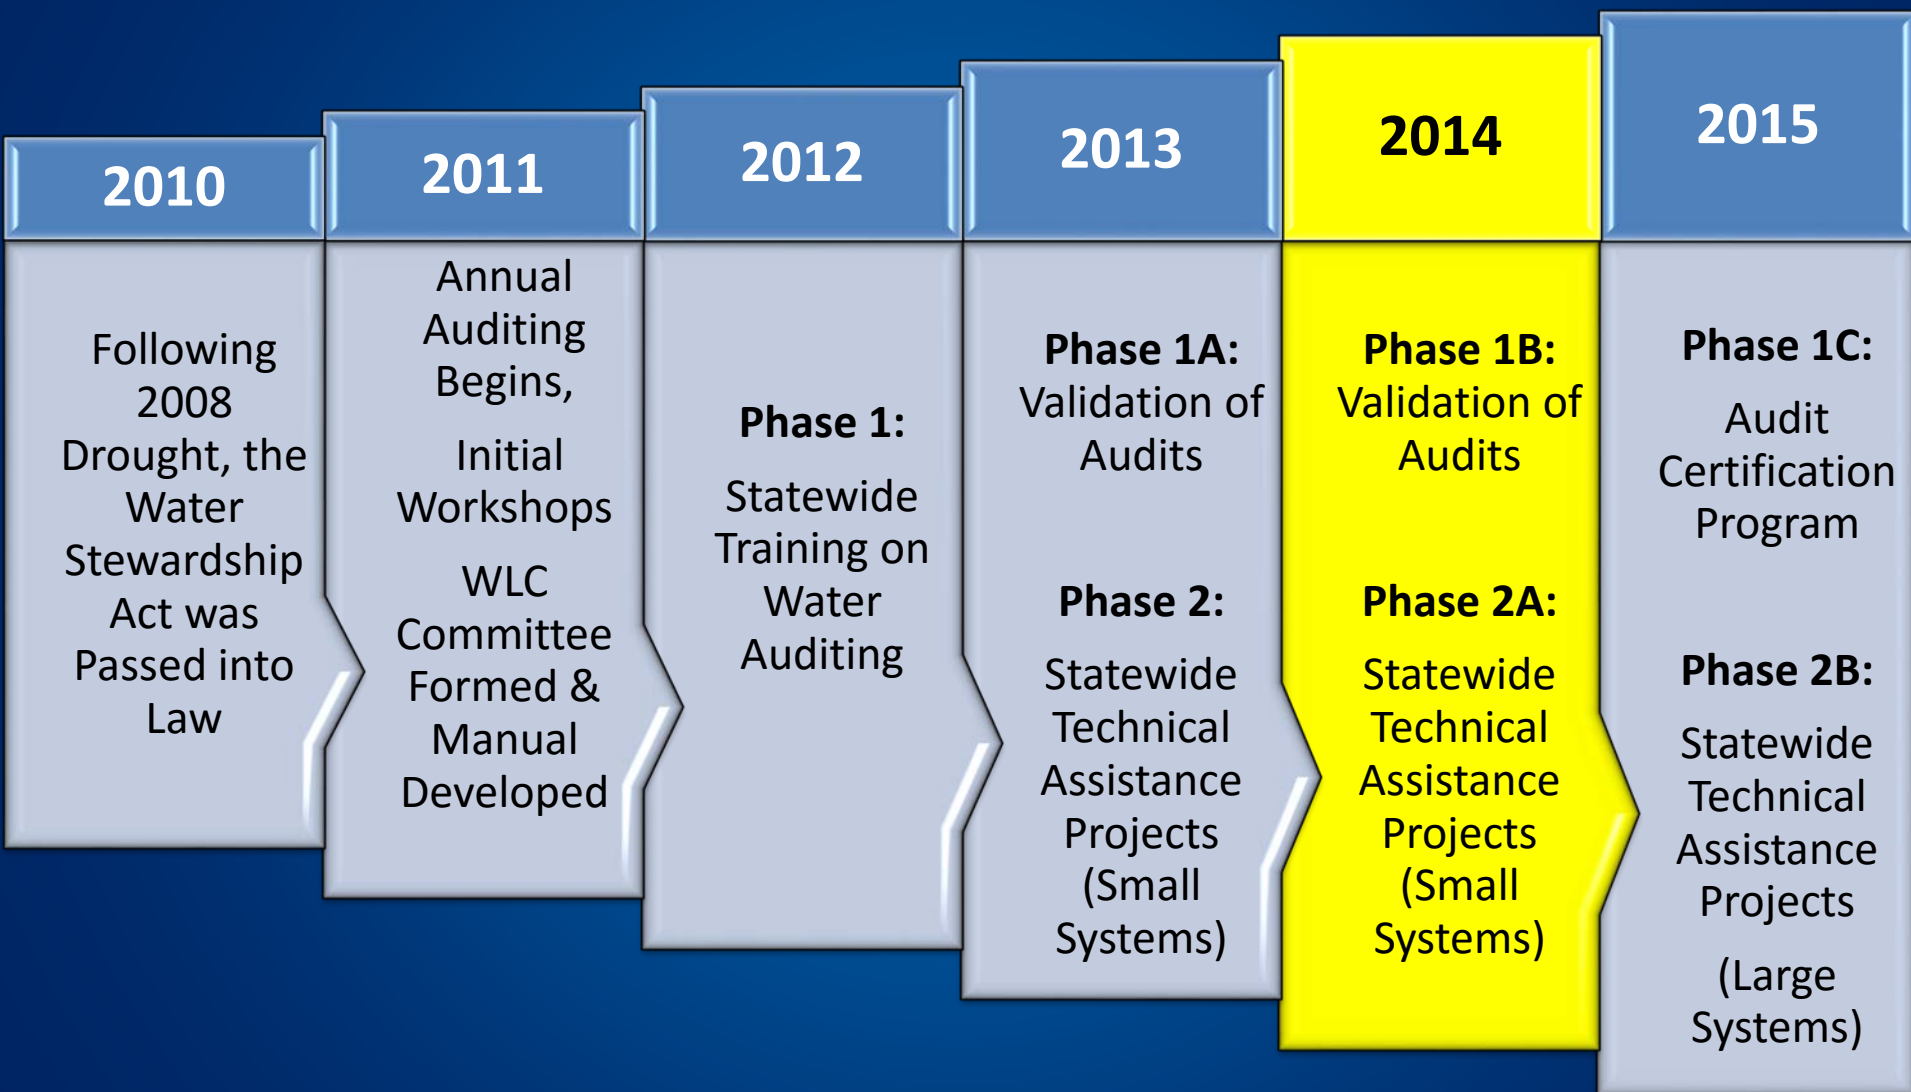 2010
Following
2008
Drought, the
Water
Stewardship
Act was
Passed into
Law
2011
Annual
Auditing
Begins,
Initial
Workshops
WLC
Committee
Formed &
Manual
Developed
2012
Phase 1:
Statewide
Training on
Water
Auditing
2013
Phase 1A:
Validation of
Audits
Phase 2:
Statewide
Technical
Assistance
Projects
(Small
Systems)
2014
Phase 1B:
Validation of
Audits
Phase 2A:
Statewide
Technical
Assistance
Projects
(Small
Systems)
2015
Phase 1C:
Audit
Certification
Program
Phase 2B:
Statewide
Technical
Assistance
Projects
(Large
Systems)